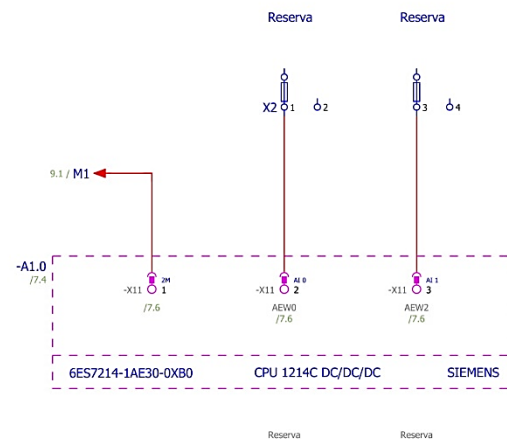 Reserva Reserva
X2 1 2 3 4
9.1 / M1
-A1.0
/7.4
2M AI 0 AI 1
-X11 1 -X11 2 -X11 3
/7.6 AEW0 AEW2
/7.6 /7.6
6ES7214-1AE30-0XB0 CPU 1214C DC/DC/DC SIEMENS
Reserva Reserva